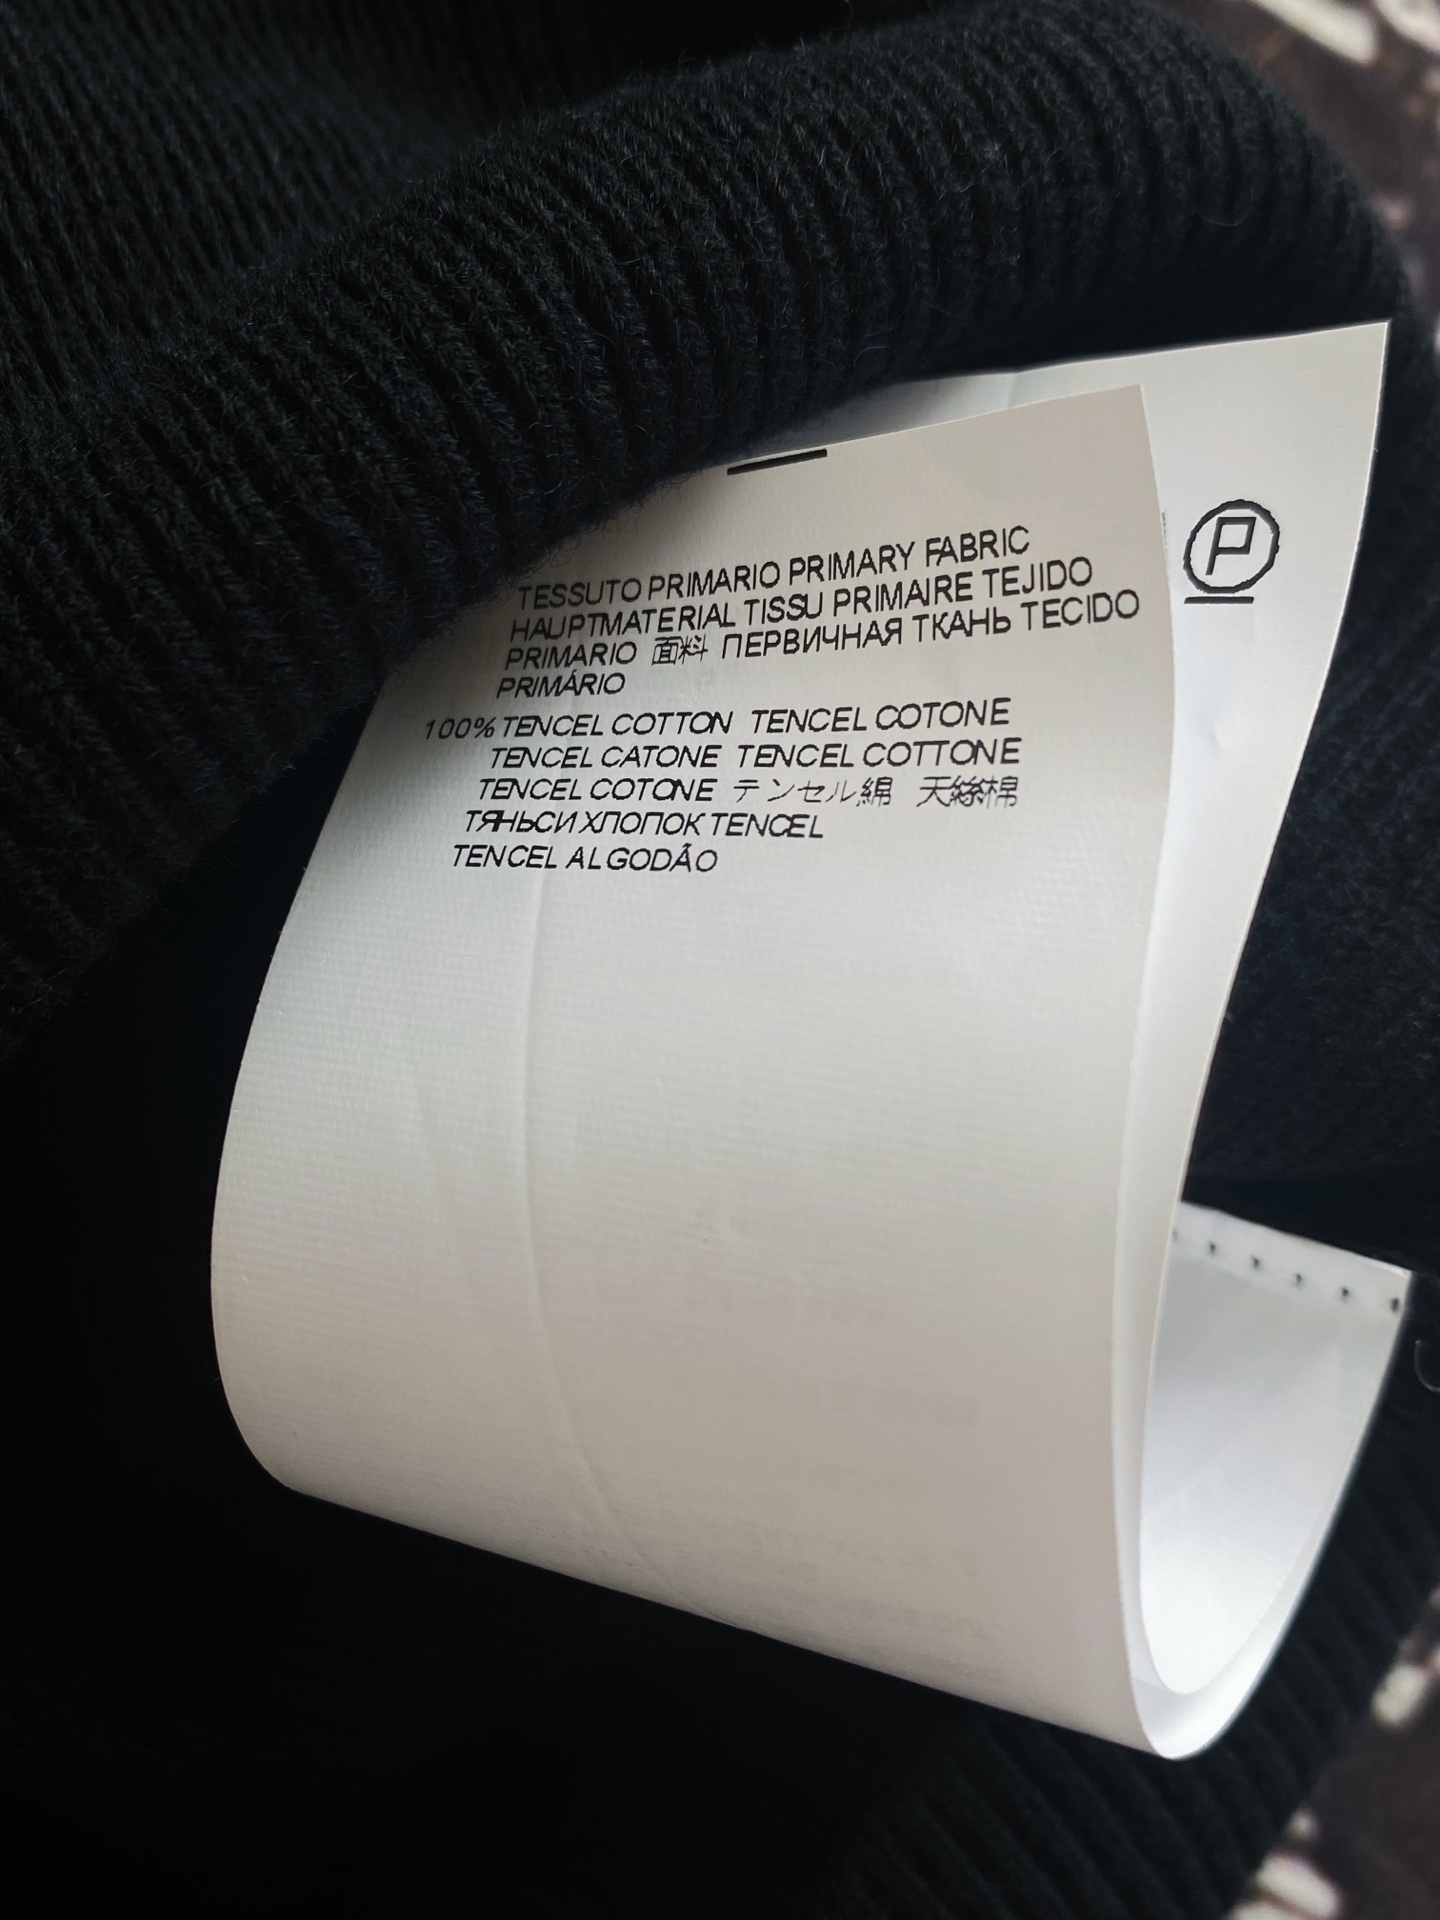 TESSUTO PRIMARIO PRIMARY FABRIC
HAUPTMATERIAL TISSU PRIMAIRE TEJIDO
PRIMARIO 面料 ПЕРВИЧНАЯ ТКАНЬ TECIDO
PRIMÁRIO
100% TENCEL COTTON TENCEL COTONE
TENCEL CATONE TENCEL COTTONE
TENCEL COTONE テンセル綿 天絲棉
ТЯНЬСИ ХЛОПОК TENCEL
TENCEL ALGODÃO
P